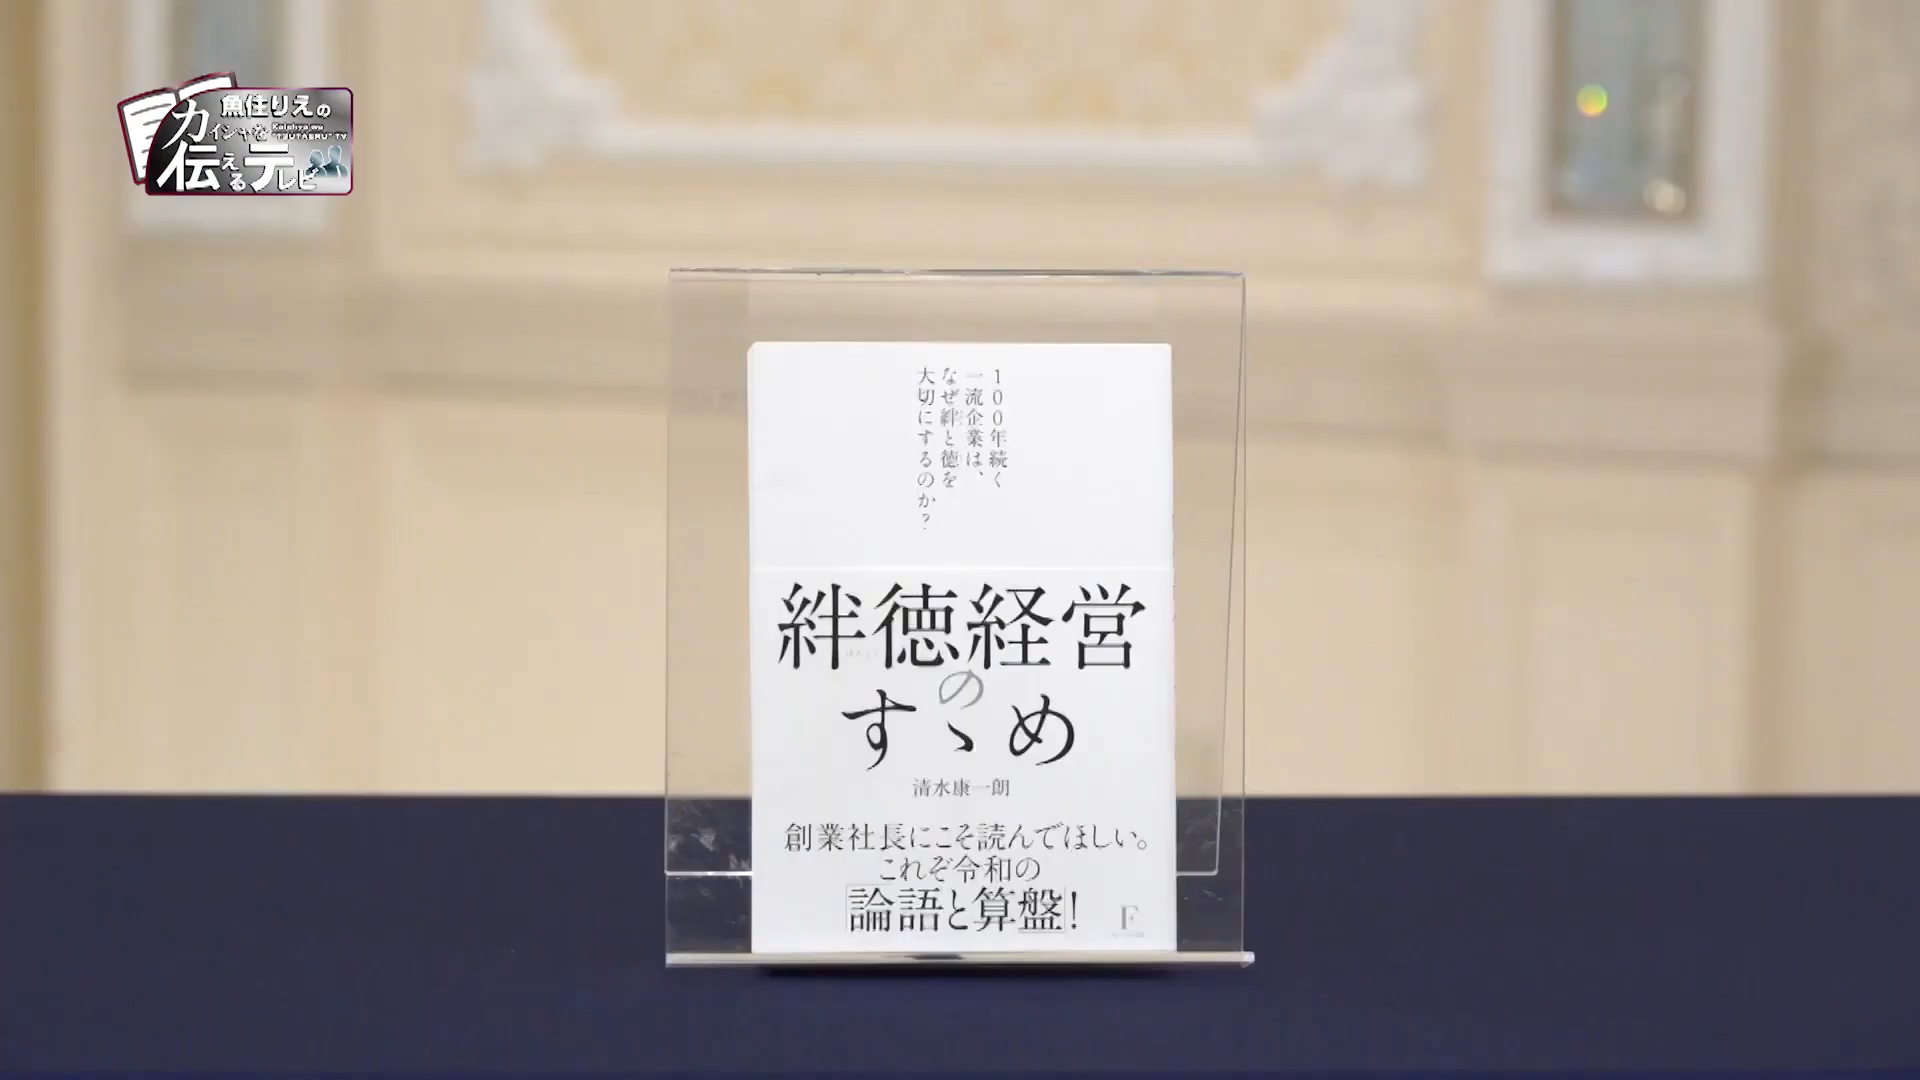 魚住りえの
カイシャを
Kaishya wo
"TSUTAERU" TV
伝えるテレビ
100年続く
一流企業は、
なぜ絆と徳を
大切にするのか?
絆徳経営
の
すゝめ
清水康一朗
創業社長にこそ読んでほしい。
これぞ令和の
「論語と算盤」!
F